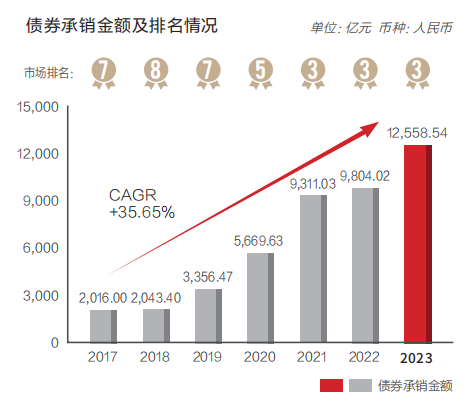 债券承销金额及排名情况
单位：亿元 币种：人民币
市场排名： 7 8 7 5 3 3 3
15,000
12,558.54
12,000
9,311.03 9,804.02
CAGR
+35.65%
9,000
6,000
5,669.63
3,356.47
3,000
2,016.00 2,043.40
0
2017 2018 2019 2020 2021 2022 2023
债券承销金额